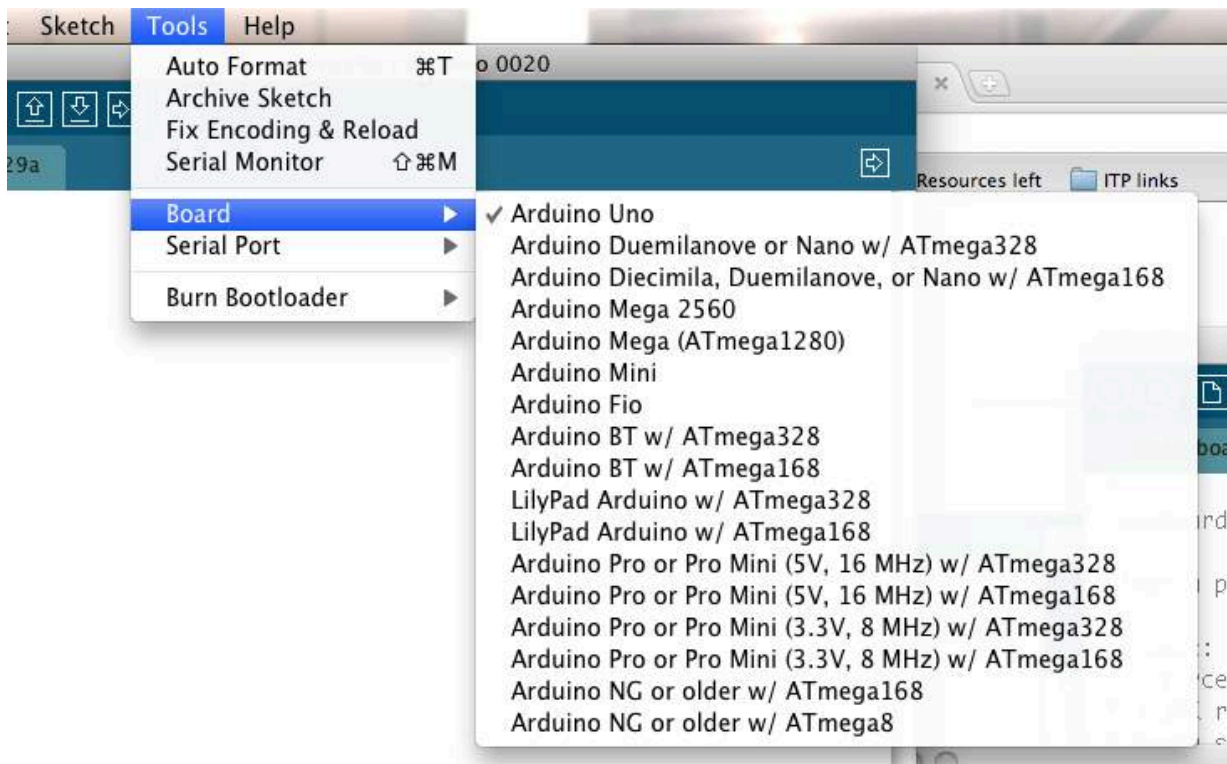 Sketch Tools Help
Auto Format ⌘T
o 0020
Archive Sketch
Fix Encoding & Reload
Serial Monitor ⇧⌘M
29a
Resources left ITP links
Board
Serial Port
Burn Bootloader
✓ Arduino Uno
Arduino Duemilanove or Nano w/ ATmega328
Arduino Diecimila, Duemilanove, or Nano w/ ATmega168
Arduino Mega 2560
Arduino Mega (ATmega1280)
Arduino Mini
Arduino Fio
Arduino BT w/ ATmega328
Arduino BT w/ ATmega168
LilyPad Arduino w/ ATmega328
LilyPad Arduino w/ ATmega168
Arduino Pro or Pro Mini (5V, 16 MHz) w/ ATmega328
Arduino Pro or Pro Mini (5V, 16 MHz) w/ ATmega168
Arduino Pro or Pro Mini (3.3V, 8 MHz) w/ ATmega328
Arduino Pro or Pro Mini (3.3V, 8 MHz) w/ ATmega168
Arduino NG or older w/ ATmega168
Arduino NG or older w/ ATmega8